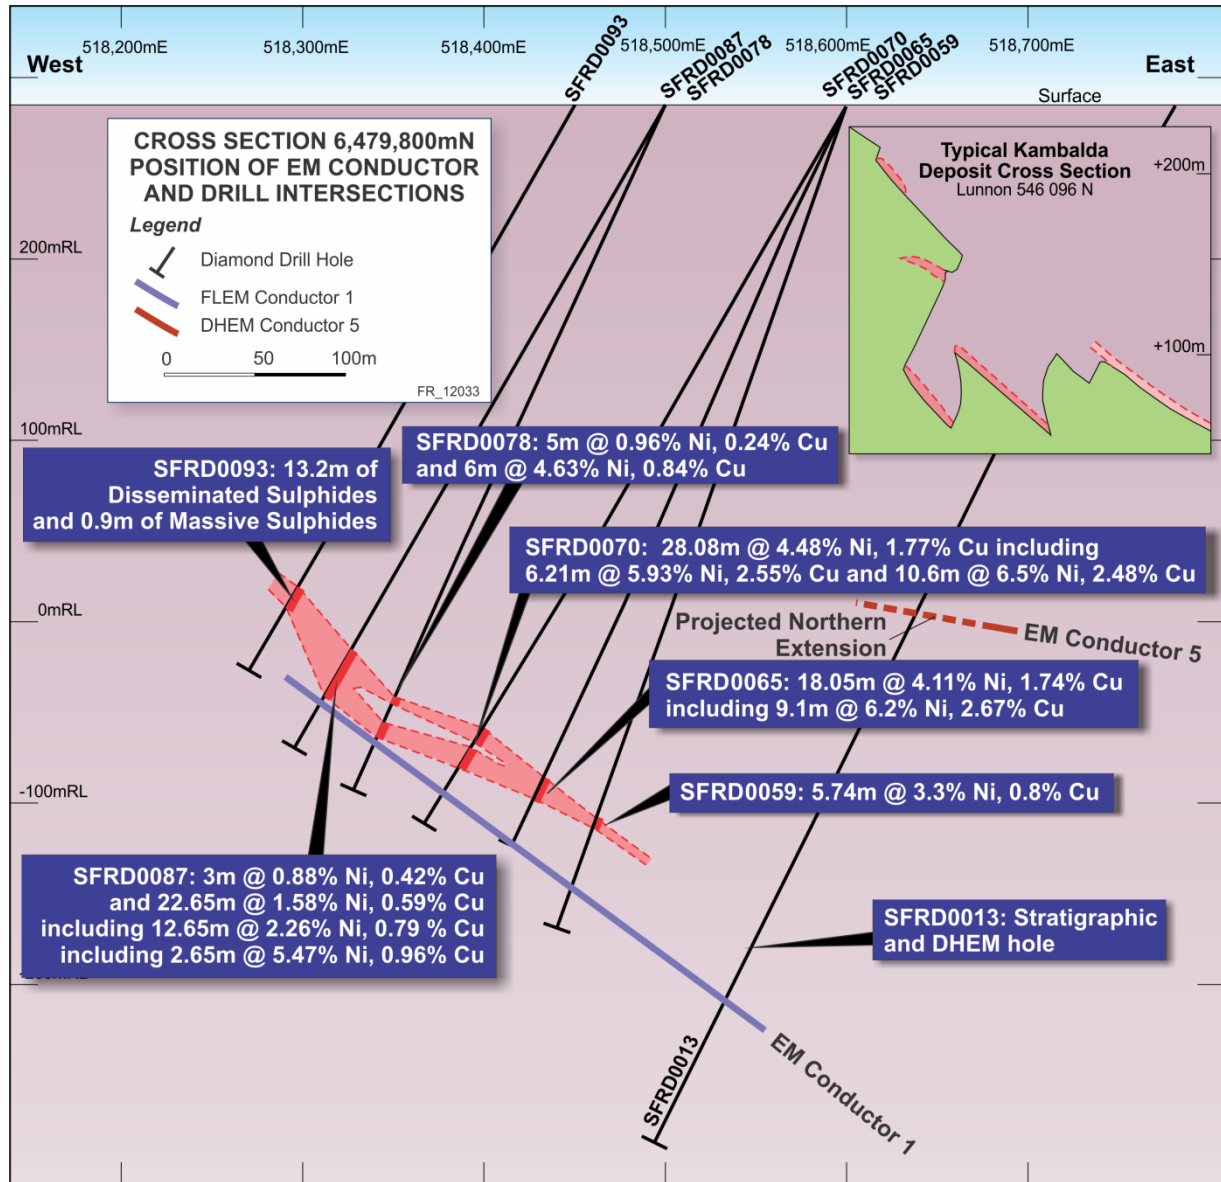 518,200mE
518,300mE
518,400mE
518,500mE
518,600mE
518,700mE
West
East
SFRD0093
SFRD0087
SFRD0078
SFRD0070
SFRD0065
SFRD0059
Surface
CROSS SECTION 6,479,800mN
POSITION OF EM CONDUCTOR
AND DRILL INTERSECTIONS
Legend
Diamond Drill Hole
FLEM Conductor 1
DHEM Conductor 5
0 50 100m
FR_12033
Typical Kambalda
Deposit Cross Section
Lunnon 546 096 N
+200m
+100m
200mRL
100mRL
0mRL
-100mRL
SFRD0078: 5m @ 0.96% Ni, 0.24% Cu
and 6m @ 4.63% Ni, 0.84% Cu
SFRD0093: 13.2m of
Disseminated Sulphides
and 0.9m of Massive Sulphides
SFRD0070: 28.08m @ 4.48% Ni, 1.77% Cu including
6.21m @ 5.93% Ni, 2.55% Cu and 10.6m @ 6.5% Ni, 2.48% Cu
Projected Northern
Extension
EM Conductor 5
SFRD0065: 18.05m @ 4.11% Ni, 1.74% Cu
including 9.1m @ 6.2% Ni, 2.67% Cu
SFRD0059: 5.74m @ 3.3% Ni, 0.8% Cu
SFRD0087: 3m @ 0.88% Ni, 0.42% Cu
and 22.65m @ 1.58% Ni, 0.59% Cu
including 12.65m @ 2.26% Ni, 0.79 % Cu
including 2.65m @ 5.47% Ni, 0.96% Cu
SFRD0013: Stratigraphic
and DHEM hole
SFRD0013
EM Conductor 1